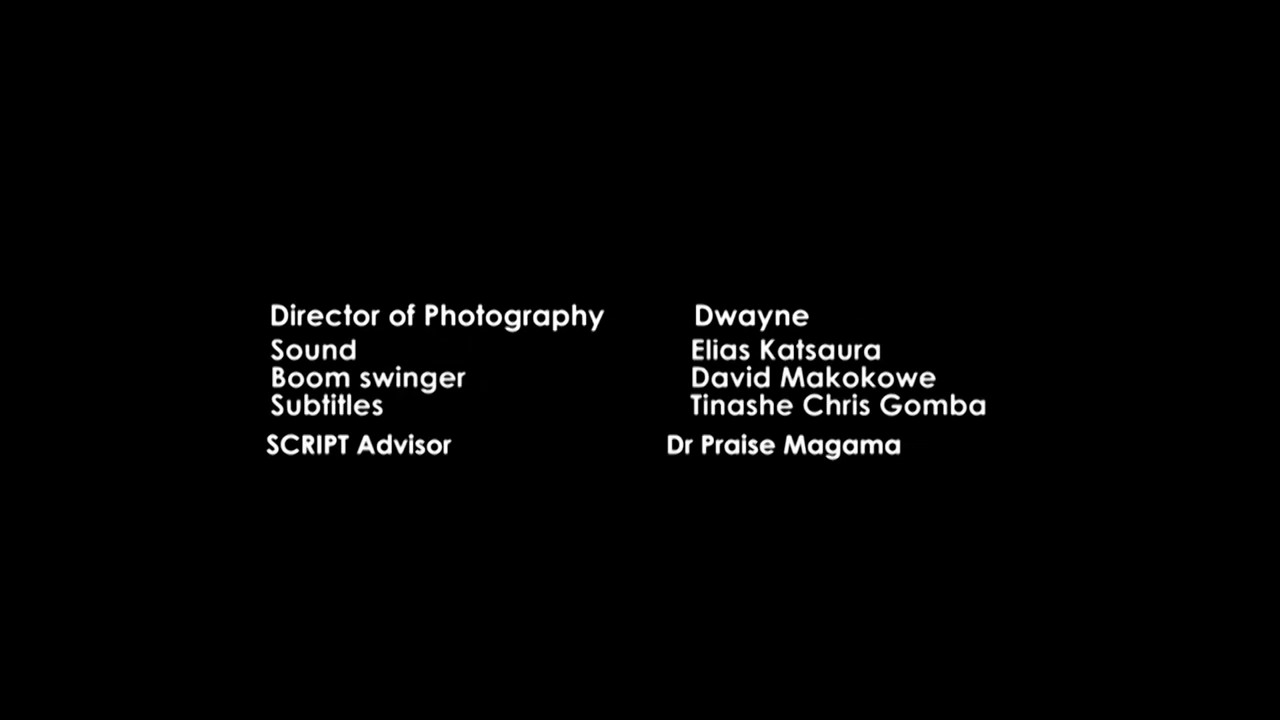 Director of Photography Dwayne
Sound Elias Katsaura
Boom swinger David Makokowe
Subtitles Tinashe Chris Gomba
SCRIPT Advisor Dr Praise Magama